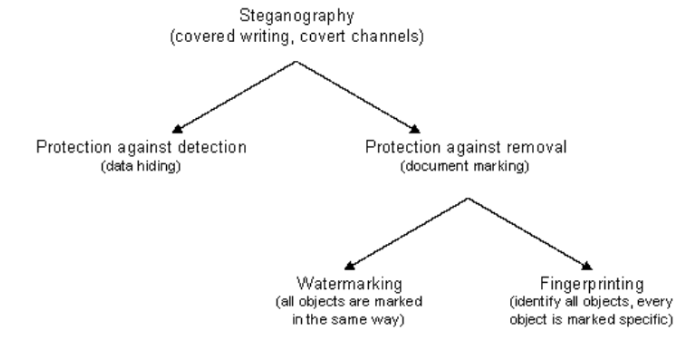 Steganography
(covered writing, covert channels)
Protection against detection
(data hiding)
Protection against removal
(document marking)
Watermarking
(all objects are marked
in the same way)
Fingerprinting
(identify all objects, every
object is marked specific)